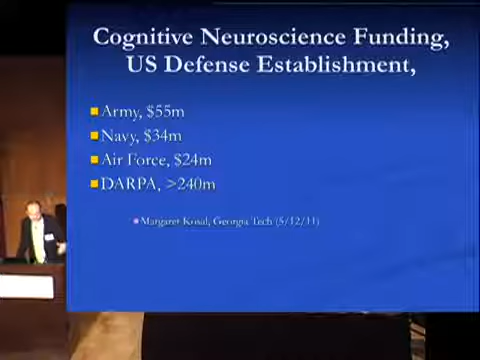 Cognitive Neuroscience Funding,
US Defense Establishment,
Army, $55m
Navy, $34m
Air Force, $24m
DARPA, >240m
Margaret Kosal, Georgia Tech (5/12/11)